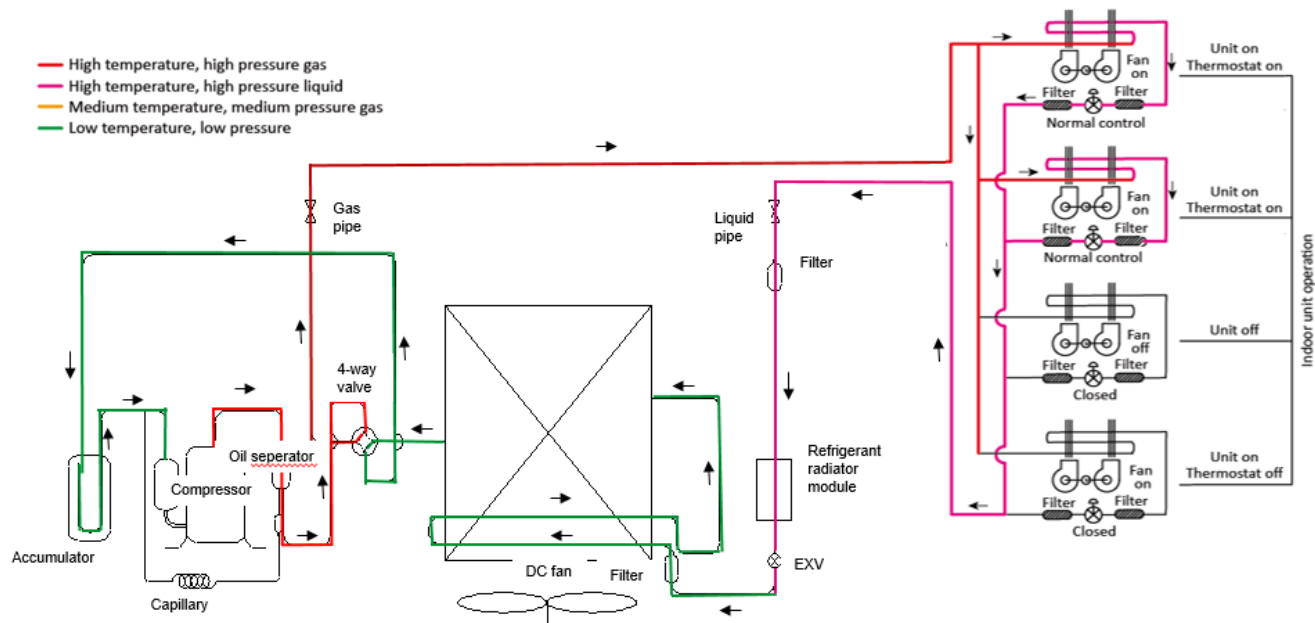 High temperature, high pressure gas
High temperature, high pressure liquid
Medium temperature, medium pressure gas
Low temperature, low pressure
Gas
pipe
Liquid
pipe
Filter
4-way
valve
Oil seperator
Compressor
Accumulator
Capillary
DC fan
Filter
EXV
Refrigerant
radiator
module
Fan
on
Filter
Filter
Normal control
Unit on
Thermostat on
Fan
on
Filter
Filter
Normal control
Unit on
Thermostat on
Fan
off
Filter
Filter
Closed
Unit off
Fan
on
Filter
Filter
Closed
Unit on
Thermostat off
Indoor unit operation